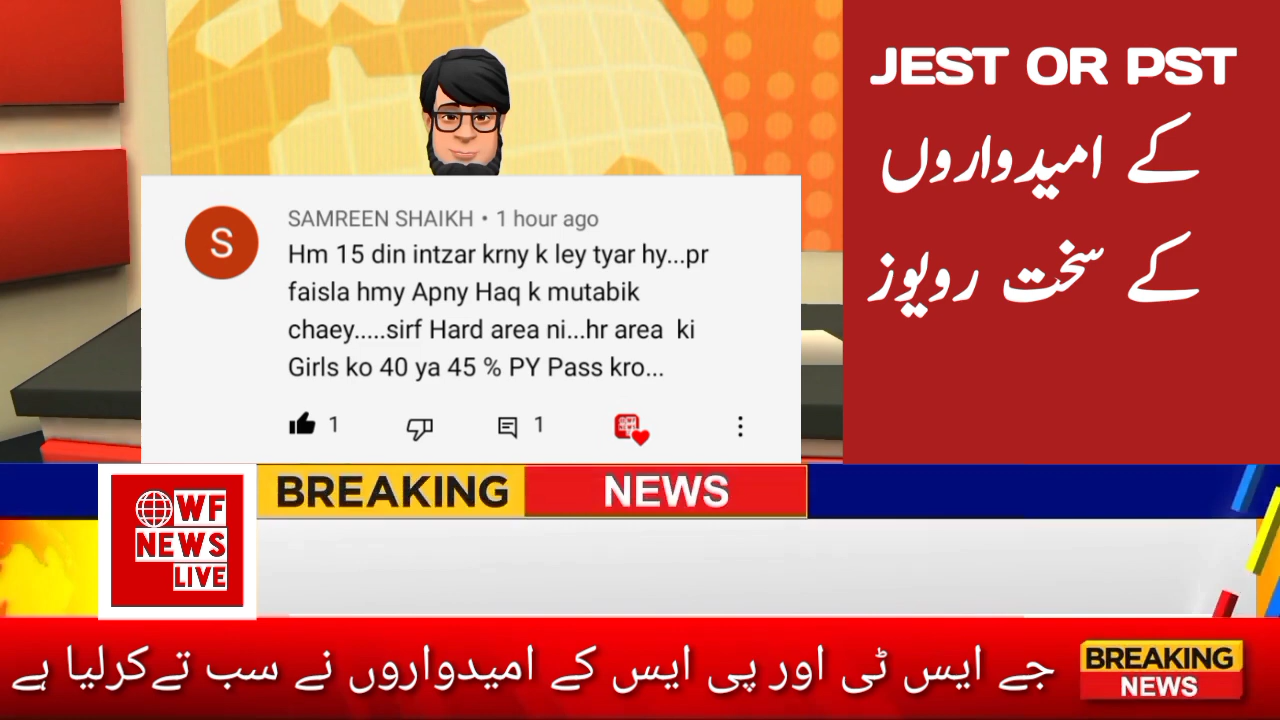 JEST OR PST
کے امیدواروں
کے سخت رویوز
S
SAMREEN SHAIKH • 1 hour ago
Hm 15 din intzar krny k ley tyar hy...pr
faisla hmy Apny Haq k mutabik
chaey.....sirf Hard area ni...hr area ki
Girls ko 40 ya 45 % PY Pass kro...
1
1
BREAKING NEWS
WF
NEWS
LIVE
جے ایس ٹی اور پی ایس کے امیدواروں نے سب تےکرلیا ہے
BREAKING
NEWS